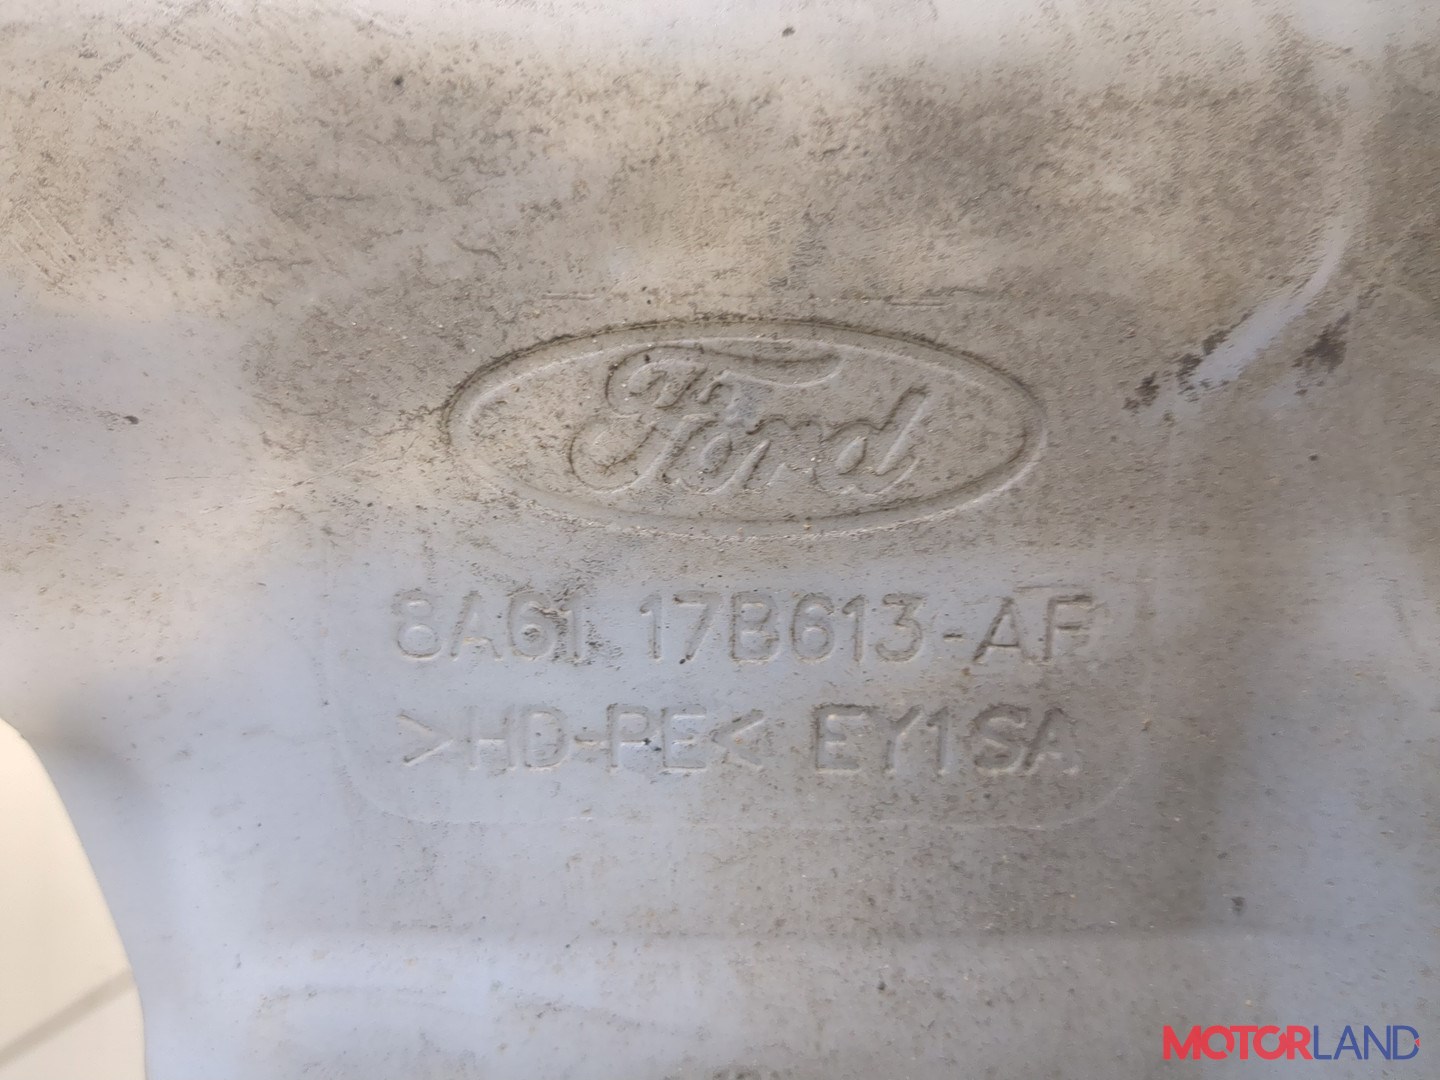 Ford
8A61 17B613-AF
>HD-PE< EY1SA
MOTORLAND